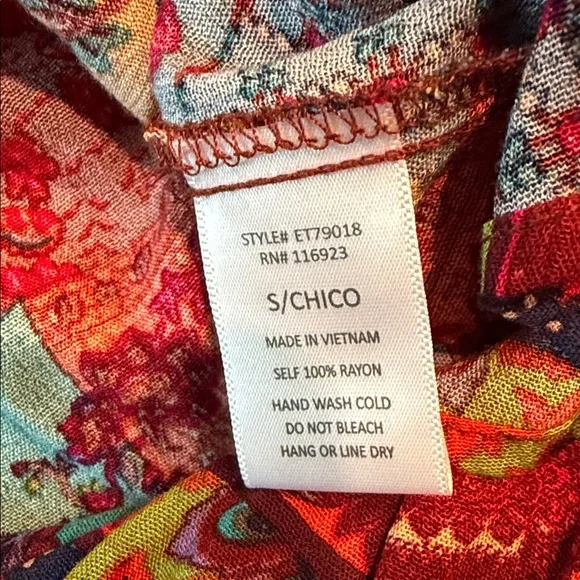 STYLE# ET79018
RN# 116923
S/CHICO
MADE IN VIETNAM
SELF 100% RAYON
HAND WASH COLD
DO NOT BLEACH
HANG OR LINE DRY